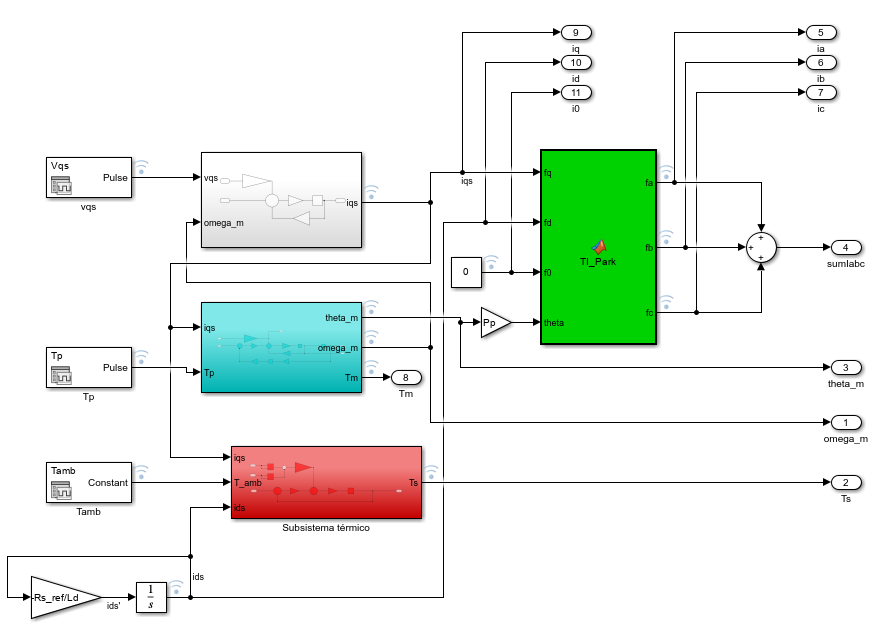 9
iq
10
id
11
i0
5
ia
6
ib
7
ic
Vqs
Pulse
vqs
vqs
omega_m
iqs
iqs
fq
fd
f0
theta
TI_Park
fa
fb
fc
+
+
+
4
sumIabc
0
Pp
iqs
Tp
theta_m
omega_m
Tm
8
Tm
Tp
Pulse
Tp
3
theta_m
1
omega_m
Tamb
Constant
Tamb
iqs
T_amb
ids
Ts
Subsistema térmico
2
Ts
-Rs_ref/Ld
ids'
1
s
ids